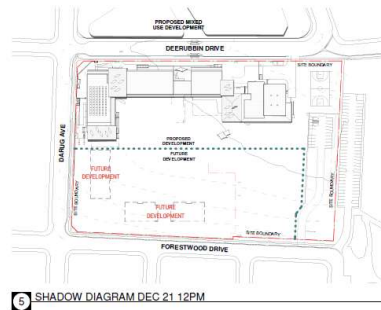 PROPOSED MIXED
USE DEVELOPMENT
DEERUBBIN DRIVE
SITE BOUNDARY
DARUG AVE
PROPOSED
DEVELOPMENT
FUTURE
DEVELOPMENT
FUTURE
DEVELOPMENT
FUTURE
DEVELOPMENT
SITE BOUNDARY
SITE BOUNDARY
SITE BOUNDARY
FORESTWOOD DRIVE
5 SHADOW DIAGRAM DEC 21 12PM